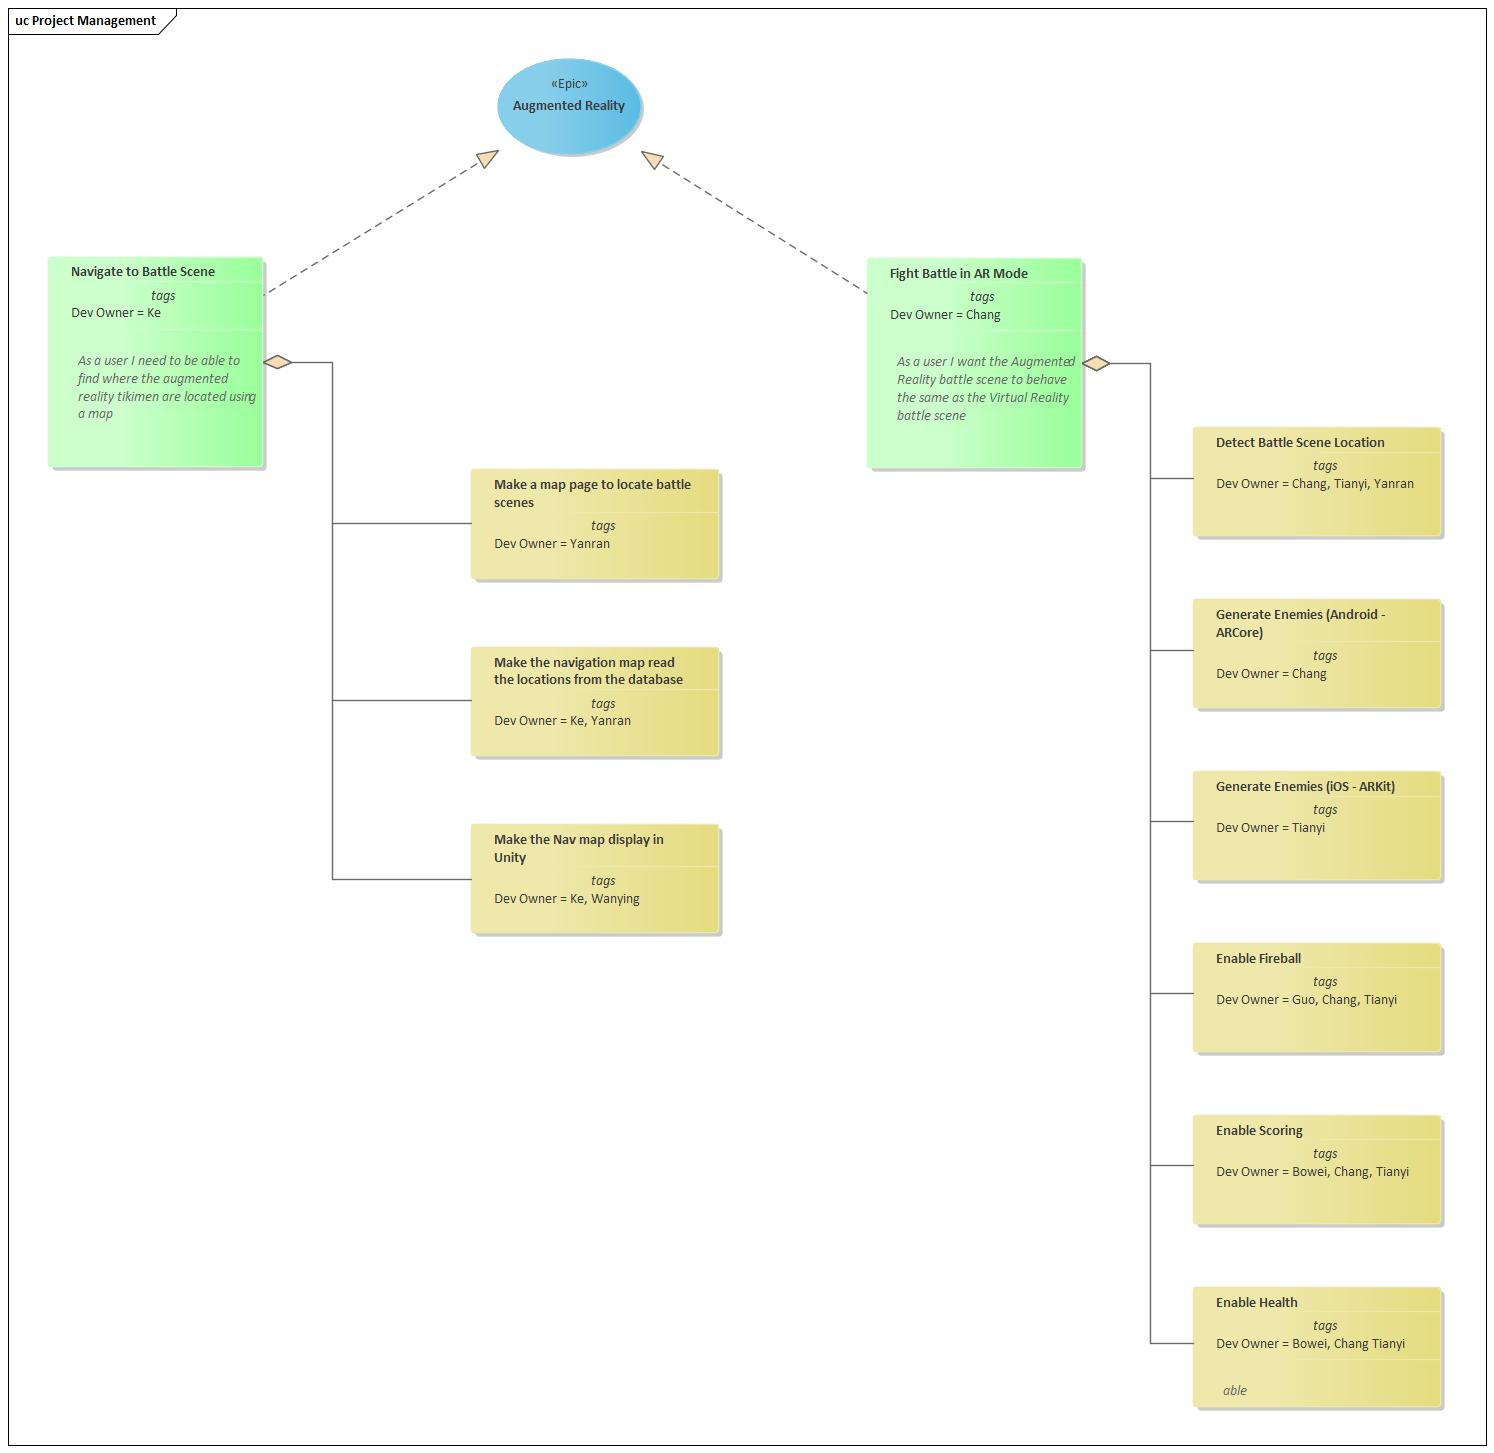 uc Project Management
«Epic»
Augmented Reality
Navigate to Battle Scene
tags
Dev Owner = Ke
As a user I need to be able to
find where the augmented
reality tikimen are located using
a map
Make a map page to locate battle
scenes
tags
Dev Owner = Yanran
Make the navigation map read
the locations from the database
tags
Dev Owner = Ke, Yanran
Make the Nav map display in
Unity
tags
Dev Owner = Ke, Wanying
Fight Battle in AR Mode
tags
Dev Owner = Chang
As a user I want the Augmented
Reality battle scene to behave
the same as the Virtual Reality
battle scene
Detect Battle Scene Location
tags
Dev Owner = Chang, Tianyi, Yanran
Generate Enemies (Android -
ARCore)
tags
Dev Owner = Chang
Generate Enemies (iOS - ARKit)
tags
Dev Owner = Tianyi
Enable Fireball
tags
Dev Owner = Guo, Chang, Tianyi
Enable Scoring
tags
Dev Owner = Bowei, Chang, Tianyi
Enable Health
tags
Dev Owner = Bowei, Chang Tianyi
able